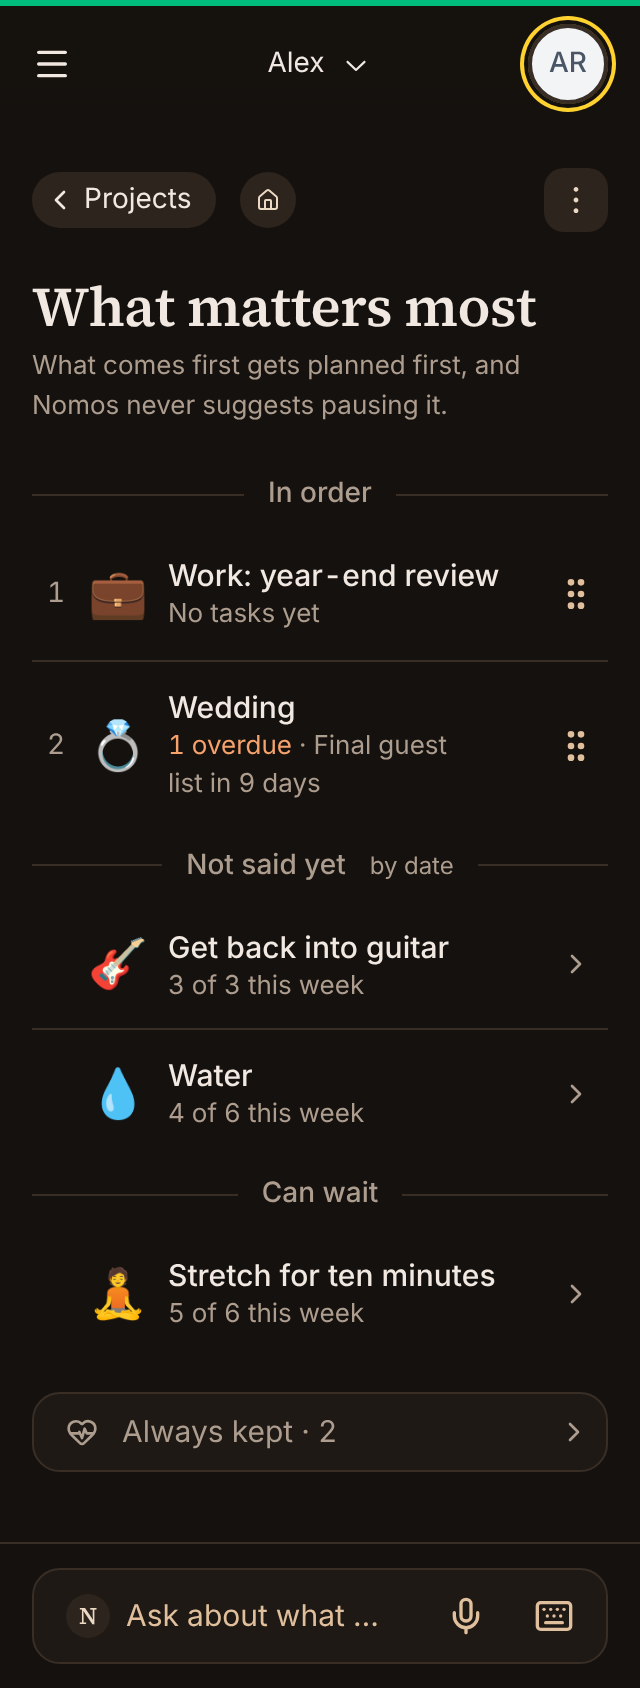 Alex
AR
Projects
What matters most
What comes first gets planned first, and
Nomos never suggests pausing it.
In order
1
Work: year-end review
No tasks yet
2
Wedding
1 overdue · Final guest
list in 9 days
Not said yet by date
Get back into guitar
3 of 3 this week
Water
4 of 6 this week
Can wait
Stretch for ten minutes
5 of 6 this week
Always kept · 2
N Ask about what ...